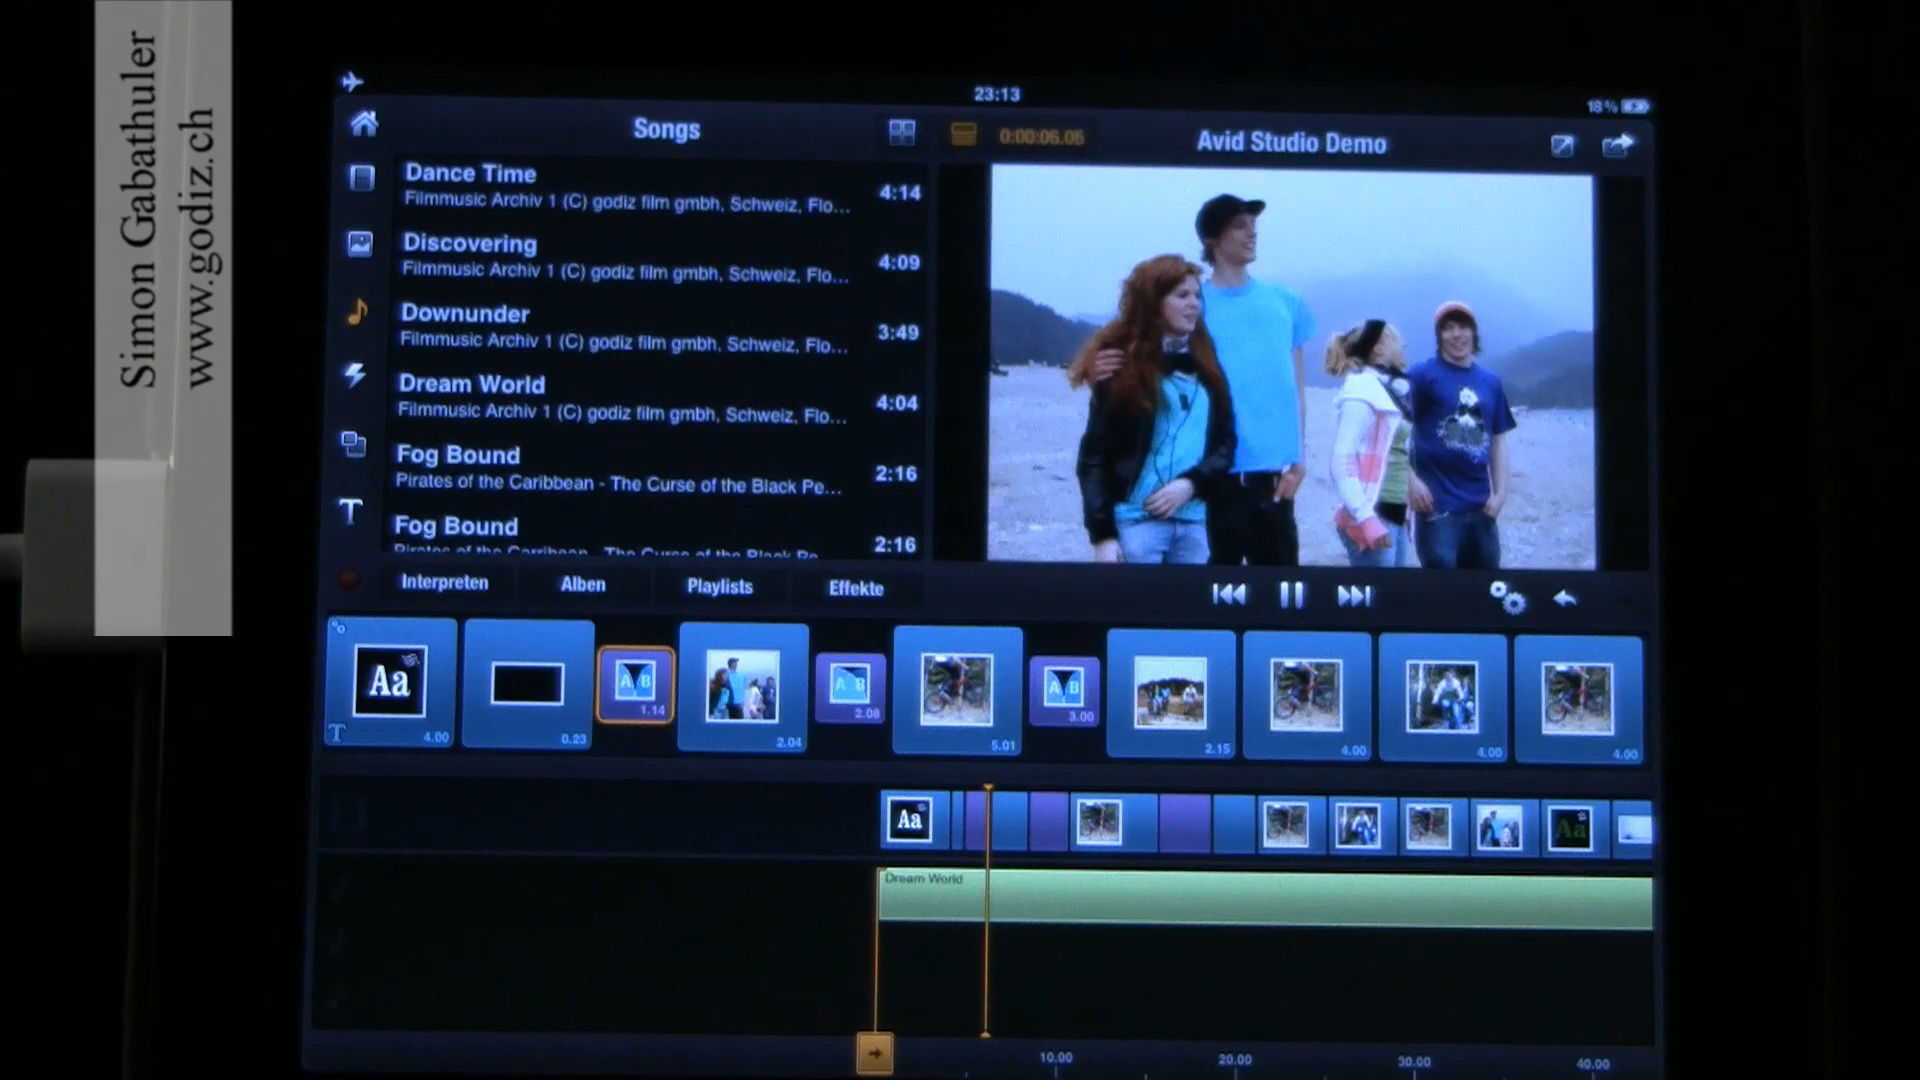 Simon Gabathuler
www.godiz.ch
23:13
18%
Songs
0:00:06.05
Avid Studio Demo
Dance Time
Filmmusic Archiv 1 (C) godiz film gmbh, Schweiz, Flo...
4:14
Discovering
Filmmusic Archiv 1 (C) godiz film gmbh, Schweiz, Flo...
4:09
Downunder
Filmmusic Archiv 1 (C) godiz film gmbh, Schweiz, Flo...
3:49
Dream World
Filmmusic Archiv 1 (C) godiz film gmbh, Schweiz, Flo...
4:04
Fog Bound
Pirates of the Caribbean - The Curse of the Black Pe...
2:16
Fog Bound
2:16
Interpreten Alben Playlists Effekte
Aa
T
4.00
0.23
A B
1.14
2.04
A B
2.08
5.01
A B
3.00
2.15
4.00
4.00
4.00
Aa
Aa
Dream World
10.00 20.00 30.00 40.00